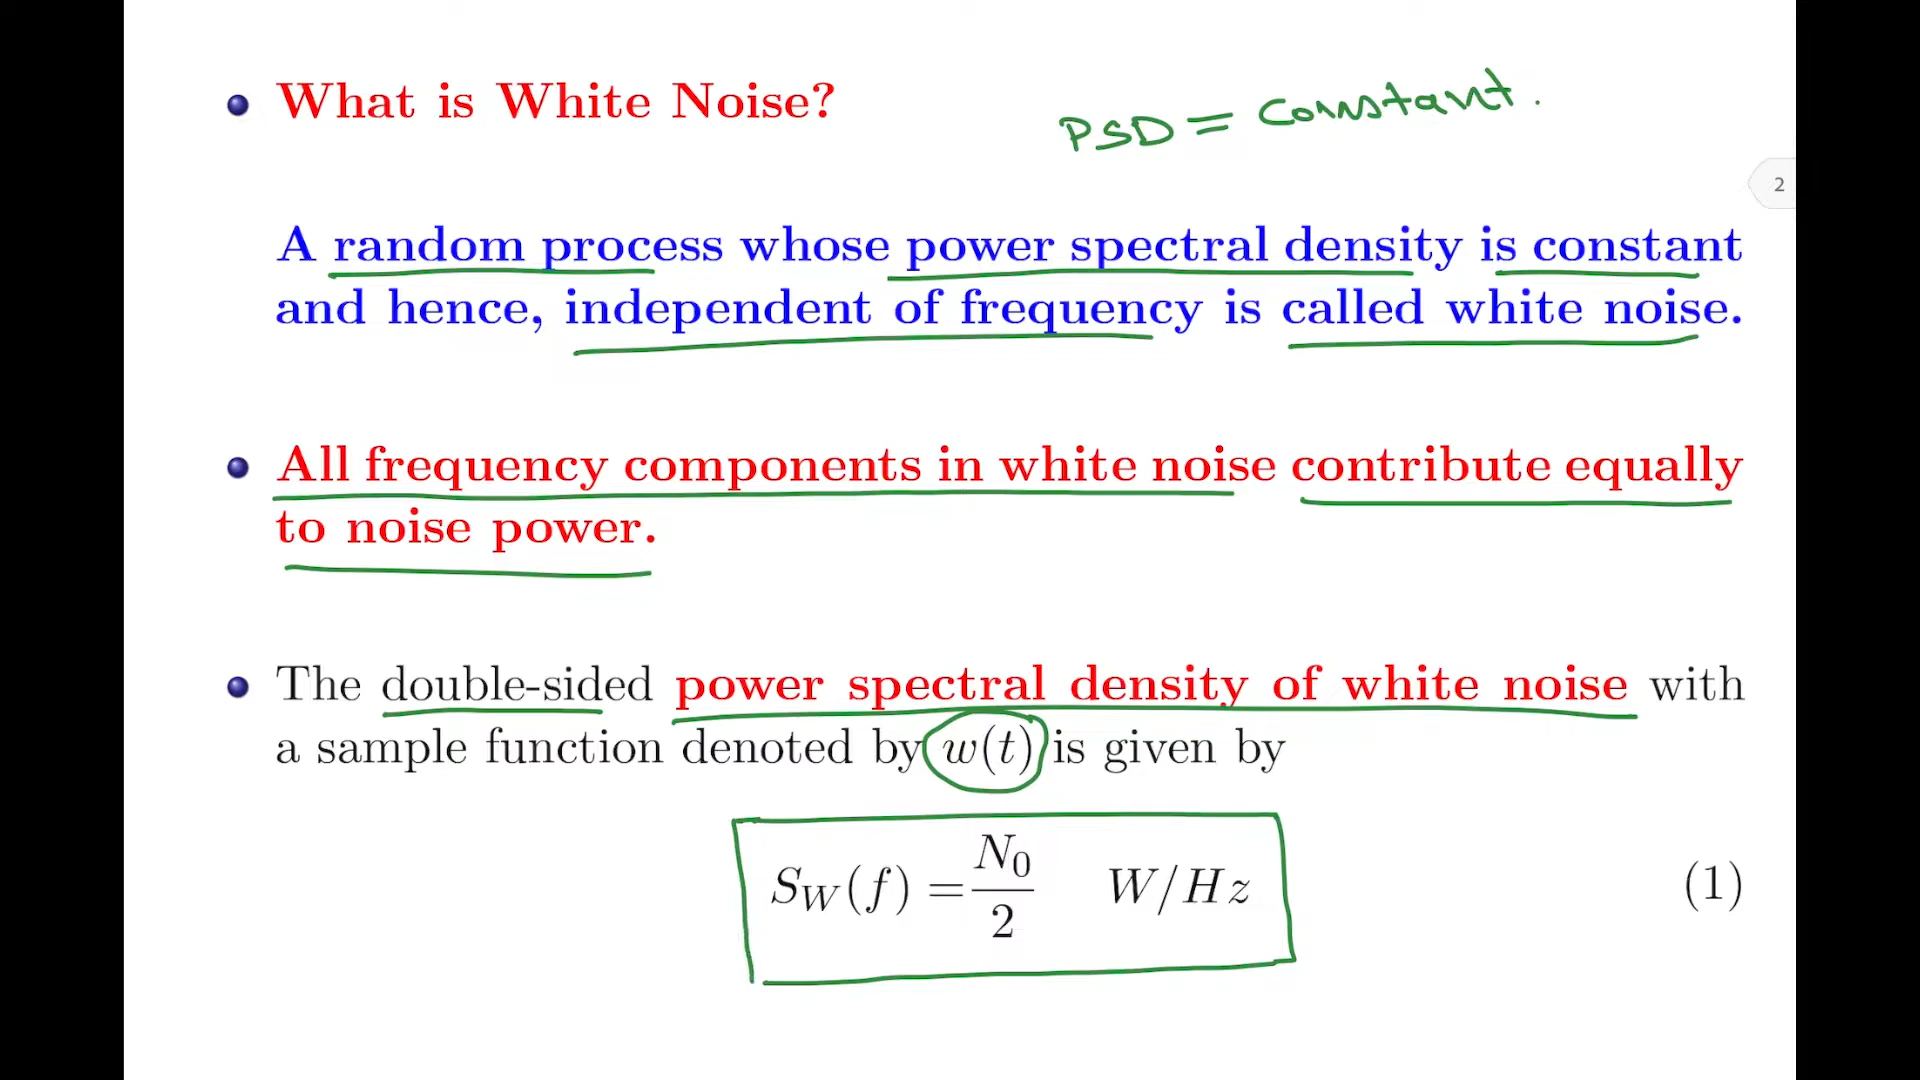 What is White Noise?
PSD = constant.
2
A random process whose power spectral density is constant
and hence, independent of frequency is called white noise.
All frequency components in white noise contribute equally
to noise power.
The double-sided power spectral density of white noise with
a sample function denoted by w(t) is given by
S_W(f) = N_0/2 W/Hz (1)